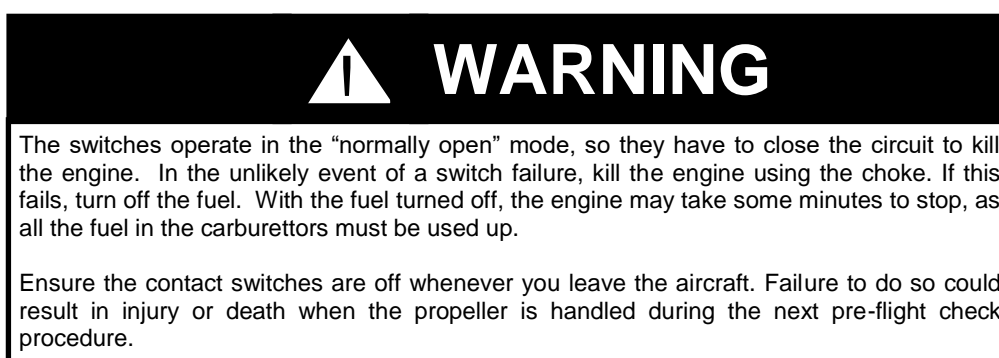 WARNING
The switches operate in the “normally open” mode, so they have to close the circuit to kill
the engine. In the unlikely event of a switch failure, kill the engine using the choke. If this
fails, turn off the fuel. With the fuel turned off, the engine may take some minutes to stop, as
all the fuel in the carburettors must be used up.
Ensure the contact switches are off whenever you leave the aircraft. Failure to do so could
result in injury or death when the propeller is handled during the next pre-flight check
procedure.